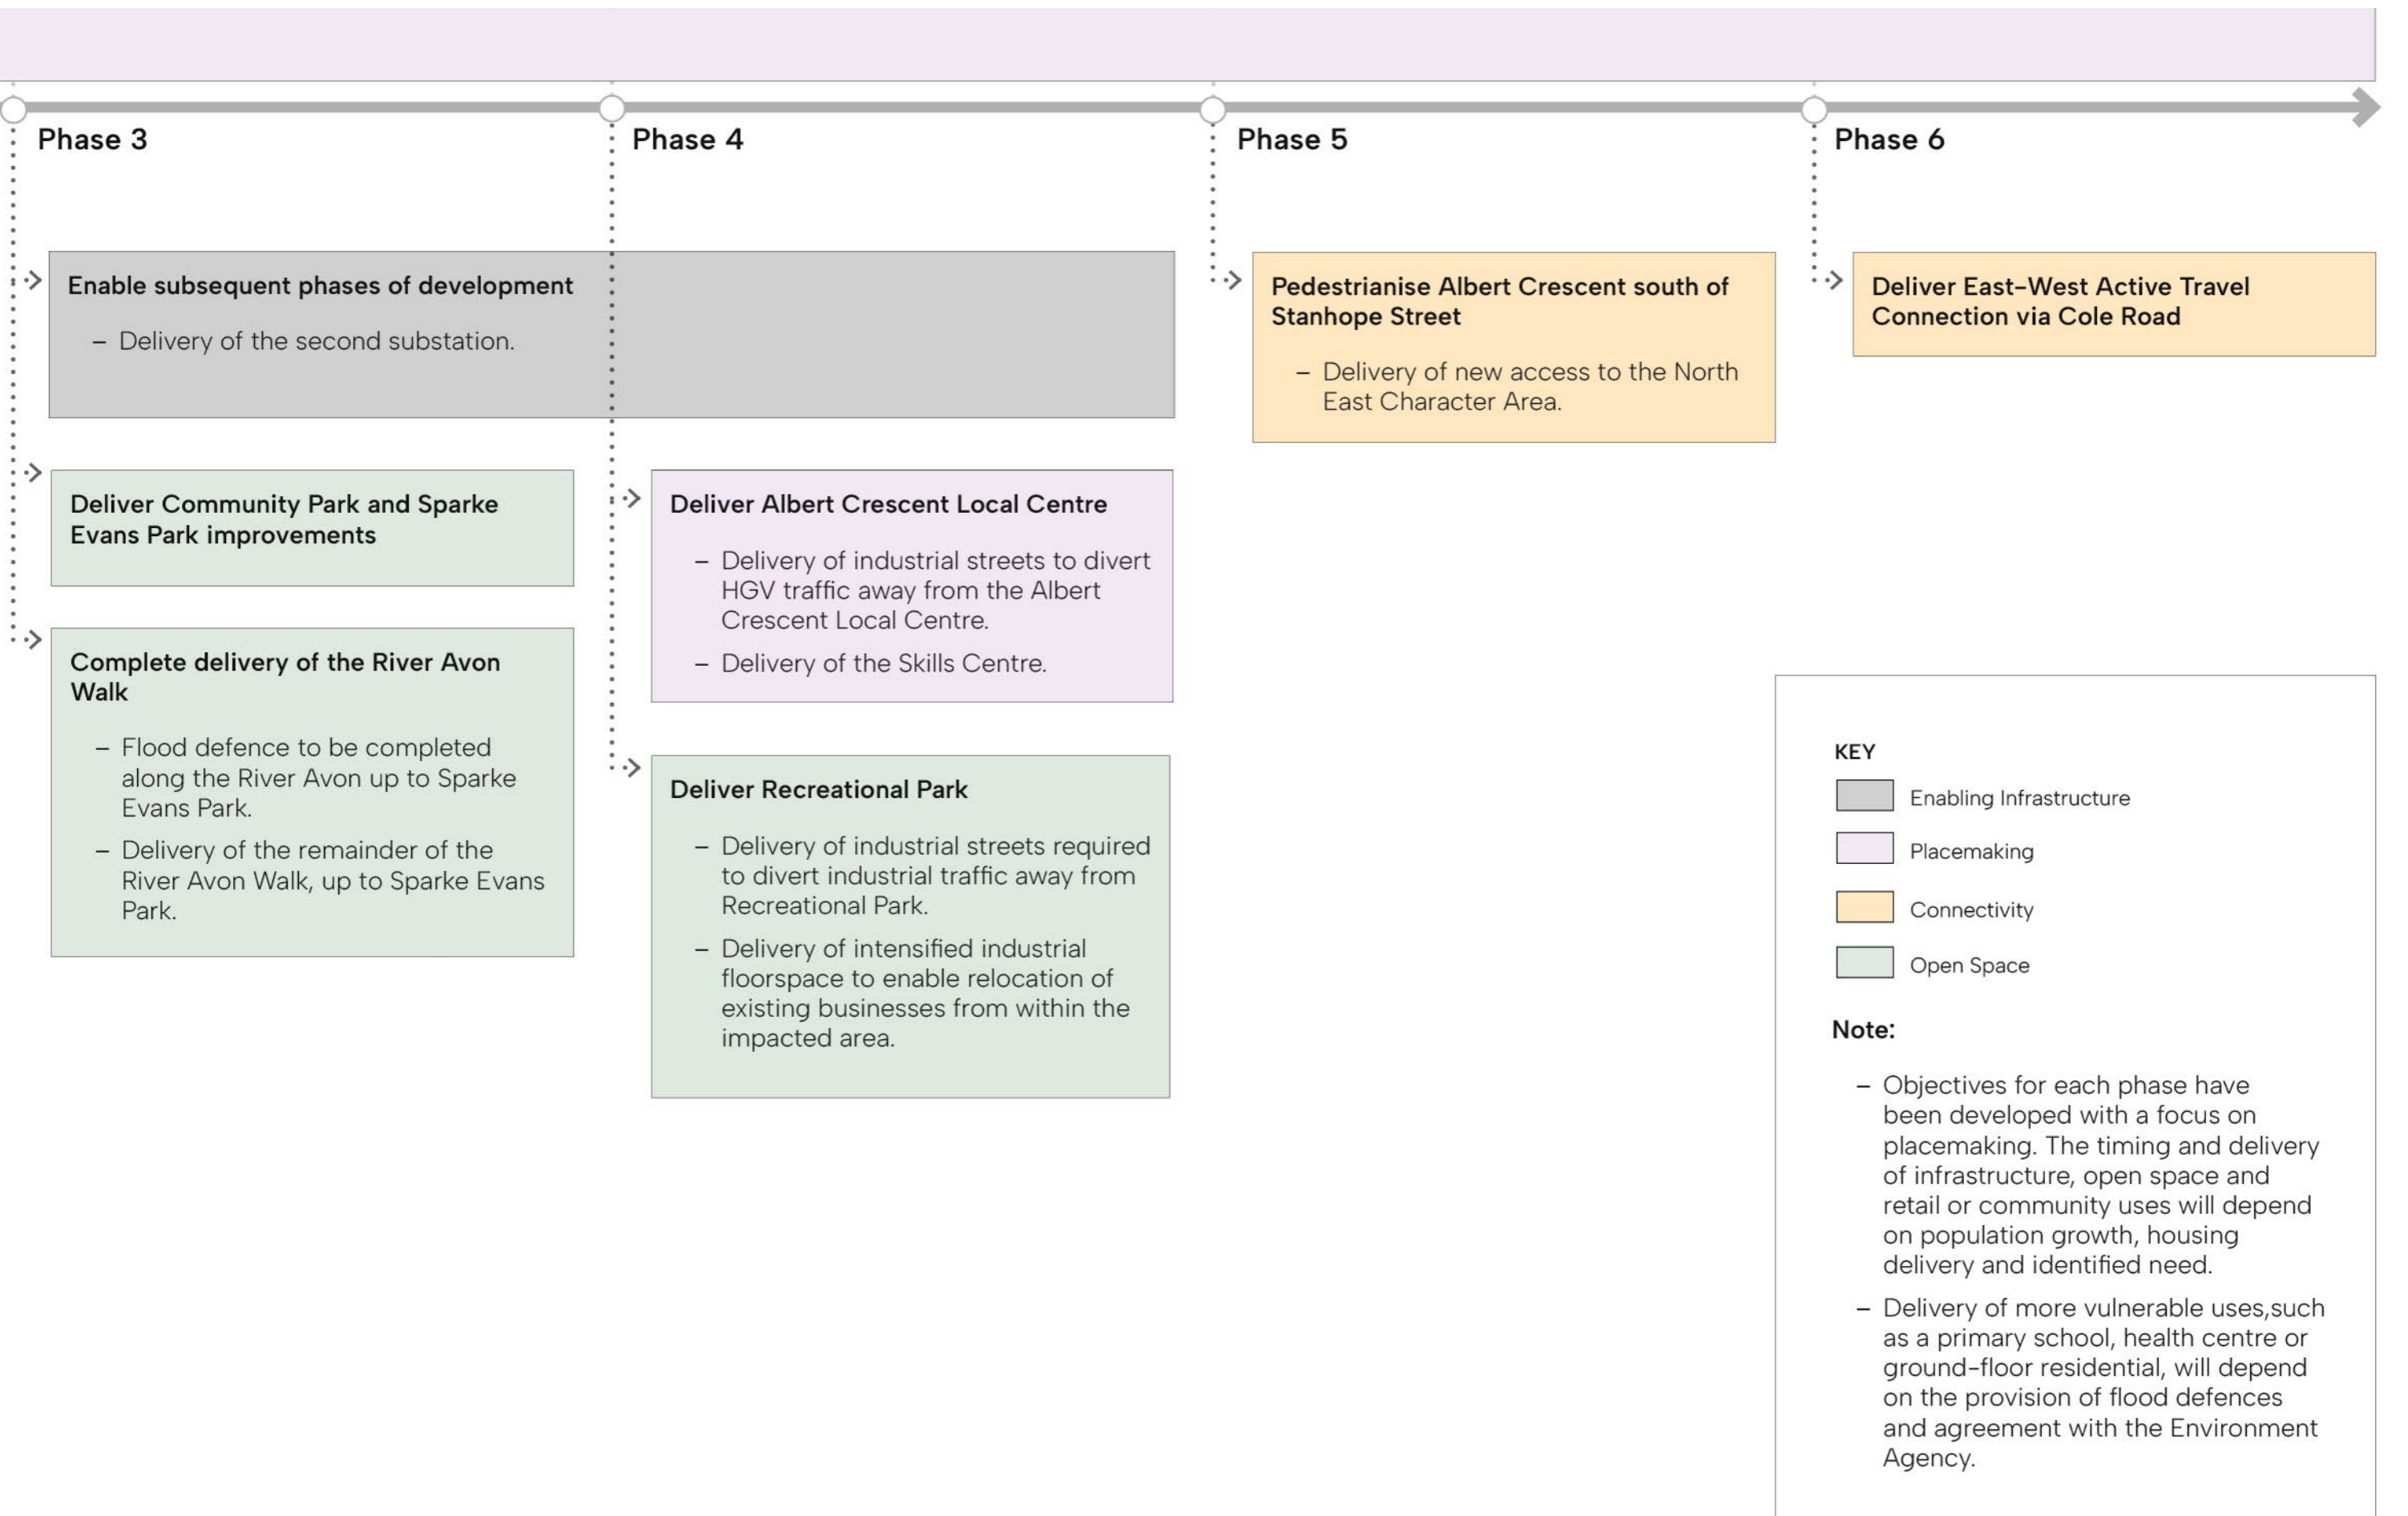 Phase 3
Phase 4
Phase 5
Phase 6
Enable subsequent phases of development
– Delivery of the second substation.
Deliver Community Park and Sparke
Evans Park improvements
Complete delivery of the River Avon
Walk
– Flood defence to be completed
along the River Avon up to Sparke
Evans Park.
– Delivery of the remainder of the
River Avon Walk, up to Sparke Evans
Park.
Deliver Albert Crescent Local Centre
– Delivery of industrial streets to divert
HGV traffic away from the Albert
Crescent Local Centre.
– Delivery of the Skills Centre.
Deliver Recreational Park
– Delivery of industrial streets required
to divert industrial traffic away from
Recreational Park.
– Delivery of intensified industrial
floorspace to enable relocation of
existing businesses from within the
impacted area.
Pedestrianise Albert Crescent south of
Stanhope Street
– Delivery of new access to the North
East Character Area.
Deliver East–West Active Travel
Connection via Cole Road
KEY
Enabling Infrastructure
Placemaking
Connectivity
Open Space
Note:
– Objectives for each phase have
been developed with a focus on
placemaking. The timing and delivery
of infrastructure, open space and
retail or community uses will depend
on population growth, housing
delivery and identified need.
– Delivery of more vulnerable uses,such
as a primary school, health centre or
ground-floor residential, will depend
on the provision of flood defences
and agreement with the Environment
Agency.